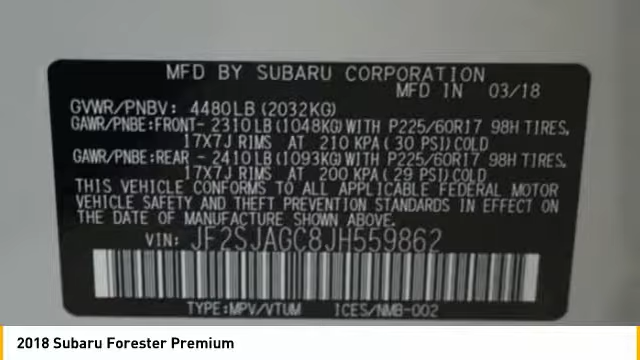 MFD BY SUBARU CORPORATION
MFD IN 03/18
GVWR/PNBV: 4480LB(2032KG)
GAWR/PNBE:FRONT- 2310LB(1048KG)WITH P225/60R17 98H TIRES,
17X7J RIMS AT 210 KPA( 30 PSI)COLD
GAWR/PNBE:REAR - 2410LB(1093KG)WITH P225/60R17 98H TIRES,
17X7J RIMS AT 200 KPA( 29 PSI)COLD
THIS VEHICLE CONFORMS TO ALL APPLICABLE FEDERAL MOTOR
VEHICLE SAFETY AND THEFT PREVENTION STANDARDS IN EFFECT ON
THE DATE OF MANUFACTURE SHOWN ABOVE.
VIN: JF2SJAGC8JH559862
TYPE:MPV/VTUM ICES/NMB-002
2018 Subaru Forester Premium